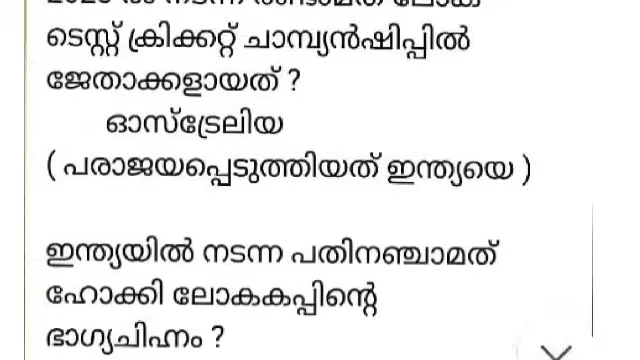 ടെസ്റ്റ് ക്രിക്കറ്റ് ചാമ്പ്യൻഷിപ്പിൽ
ജേതാക്കളായത് ?
ഓസ്ട്രേലിയ
( പരാജയപ്പെടുത്തിയത് ഇന്ത്യയെ )
ഇന്ത്യയിൽ നടന്ന പതിനഞ്ചാമത്
ഹോക്കി ലോകകപ്പിന്റെ
ഭാഗ്യചിഹ്നം ?